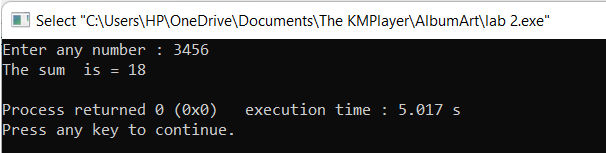 Select "C:\Users\HP\OneDrive\Documents\The KMPlayer\AlbumArt\lab 2.exe"
Enter any number : 3456
The sum  is = 18
Process returned 0 (0x0)   execution time : 5.017 s
Press any key to continue.